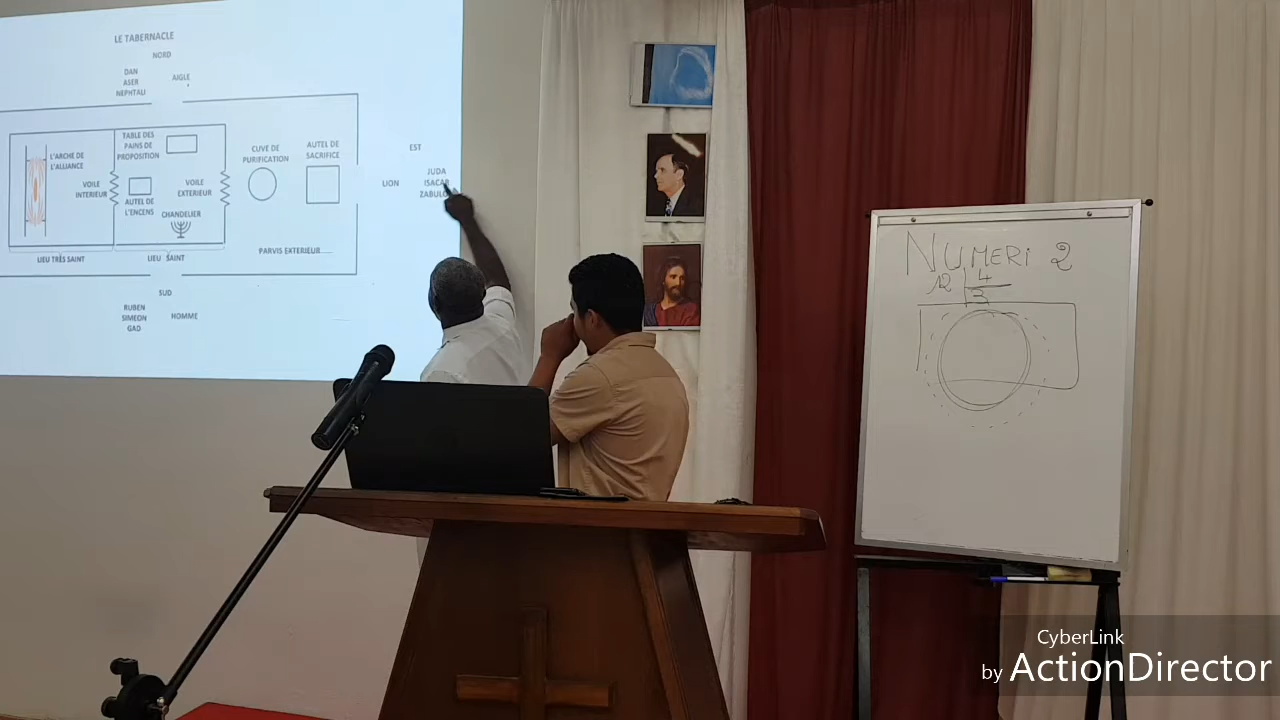 LE TABERNACLE
NORD
DAN
ASER
NEPHTALI
AIGLE
L'ARCHE DE
L'ALLIANCE
VOILE
INTERIEUR
TABLE DES
PAINS DE
PROPOSITION
AUTEL DE
L'ENCENS
VOILE
EXTERIEUR
CHANDELIER
CUVE DE
PURIFICATION
AUTEL DE
SACRIFICE
EST
LION
JUDA
ISACAR
LIEU TRÈS SAINT
LIEU SAINT
PARVIS EXTERIEUR
SUD
RUBEN
SIMEON
GAD
HOMME
NUMERI 2
12 4
3
CyberLink
by ActionDirector